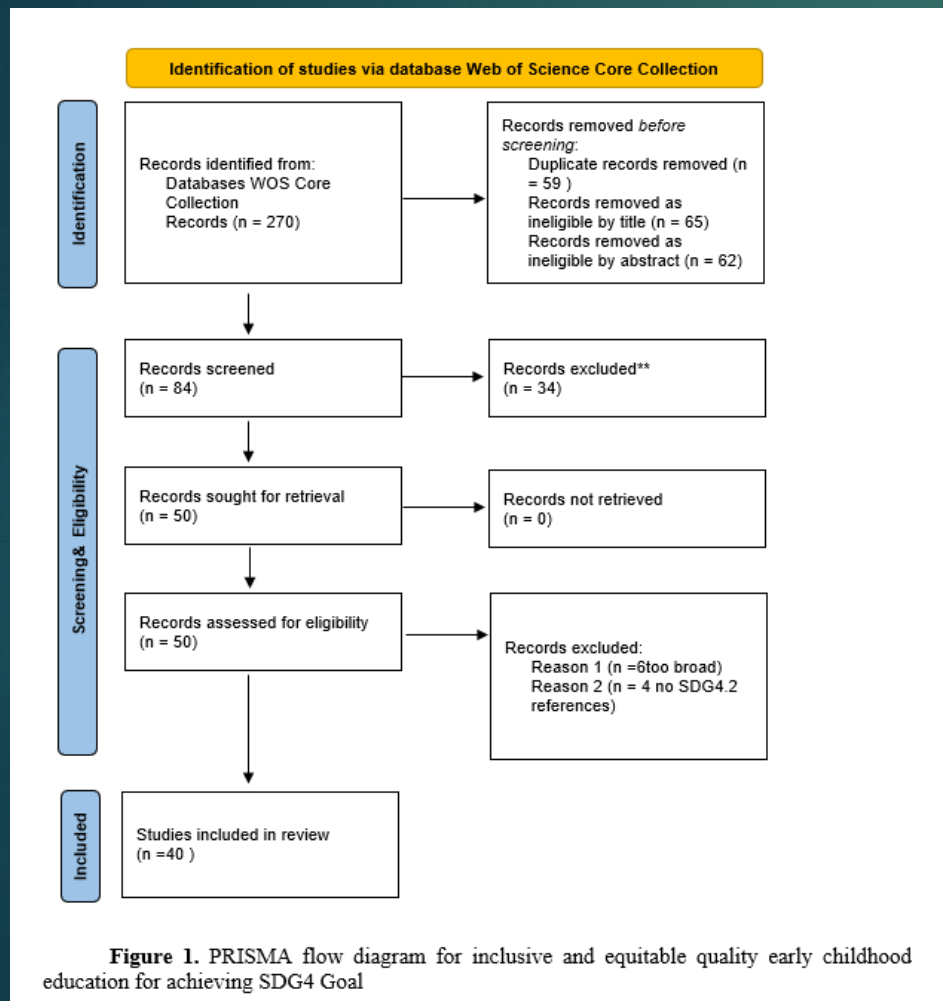 Identification of studies via database Web of Science Core Collection
Identification
Records identified from:
Databases WOS Core
Collection
Records (n = 270)
Records removed before
screening:
Duplicate records removed (n
= 59 )
Records removed as
ineligible by title (n = 65)
Records removed as
ineligible by abstract (n = 62)
Screening& Eligibility
Records screened
(n = 84)
Records excluded**
(n = 34)
Records sought for retrieval
(n = 50)
Records not retrieved
(n = 0)
Records assessed for eligibility
(n = 50)
Records excluded:
Reason 1 (n =6too broad)
Reason 2 (n = 4 no SDG4.2
references)
Included
Studies included in review
(n =40 )
Figure 1. PRISMA flow diagram for inclusive and equitable quality early childhood
education for achieving SDG4 Goal